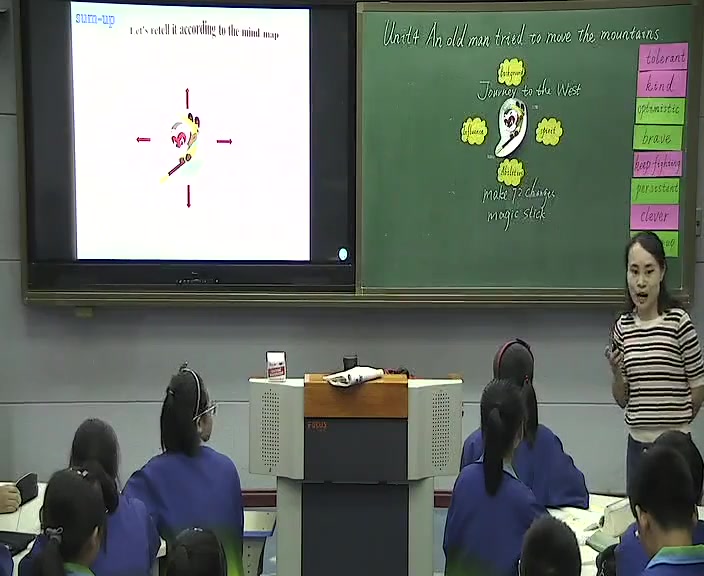 sum-up
Let's retell it according to the mind map
Unit4 An old man tried to move the mountains
background
Journey to the West
Influence
spirit
abilities
make 72 changes
magic stick
tolerant
kind
optimistic
brave
keep fighting
persistent
clever
FOCUS